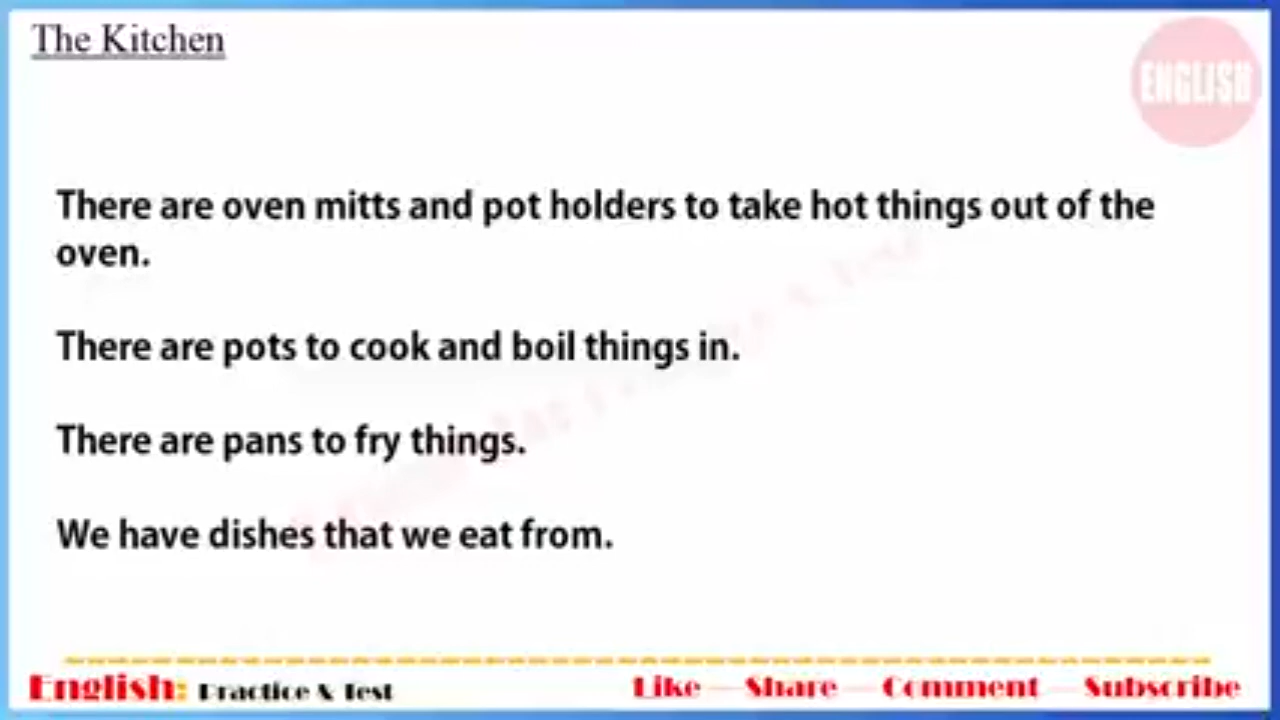 The Kitchen
ENGLISH
There are oven mitts and pot holders to take hot things out of the
oven.
There are pots to cook and boil things in.
There are pans to fry things.
We have dishes that we eat from.
English: Practice & Test
Like — Share — Comment — Subscribe